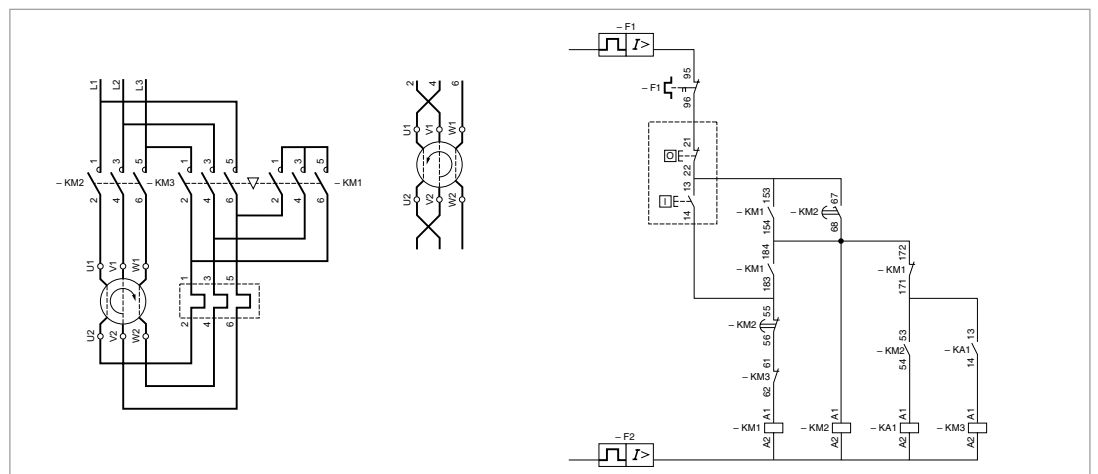 L1 L2 L3
1 3 5 1 3 5 1 3 5
– KM2 – KM3 – KM1
2 4 6 2 4 6 2 4 6
U1 V1 W1
1 3 5
2 4 6
U2 V2 W2
2 4 6
U1 V1 W1
U2 V2 W2
– F1
I>
95
– F1
96
21
O
22
13
I
14
153 67
– KM1 – KM2
154 68
184 172
– KM1 – KM1
183 171
55
– KM2
56
53 13
– KM2 – KA1
54 14
61
– KM3
62
A1 A1 A1 A1
– KM1 – KM2 – KA1 – KM3
A2 A2 A2 A2
– F2
I>